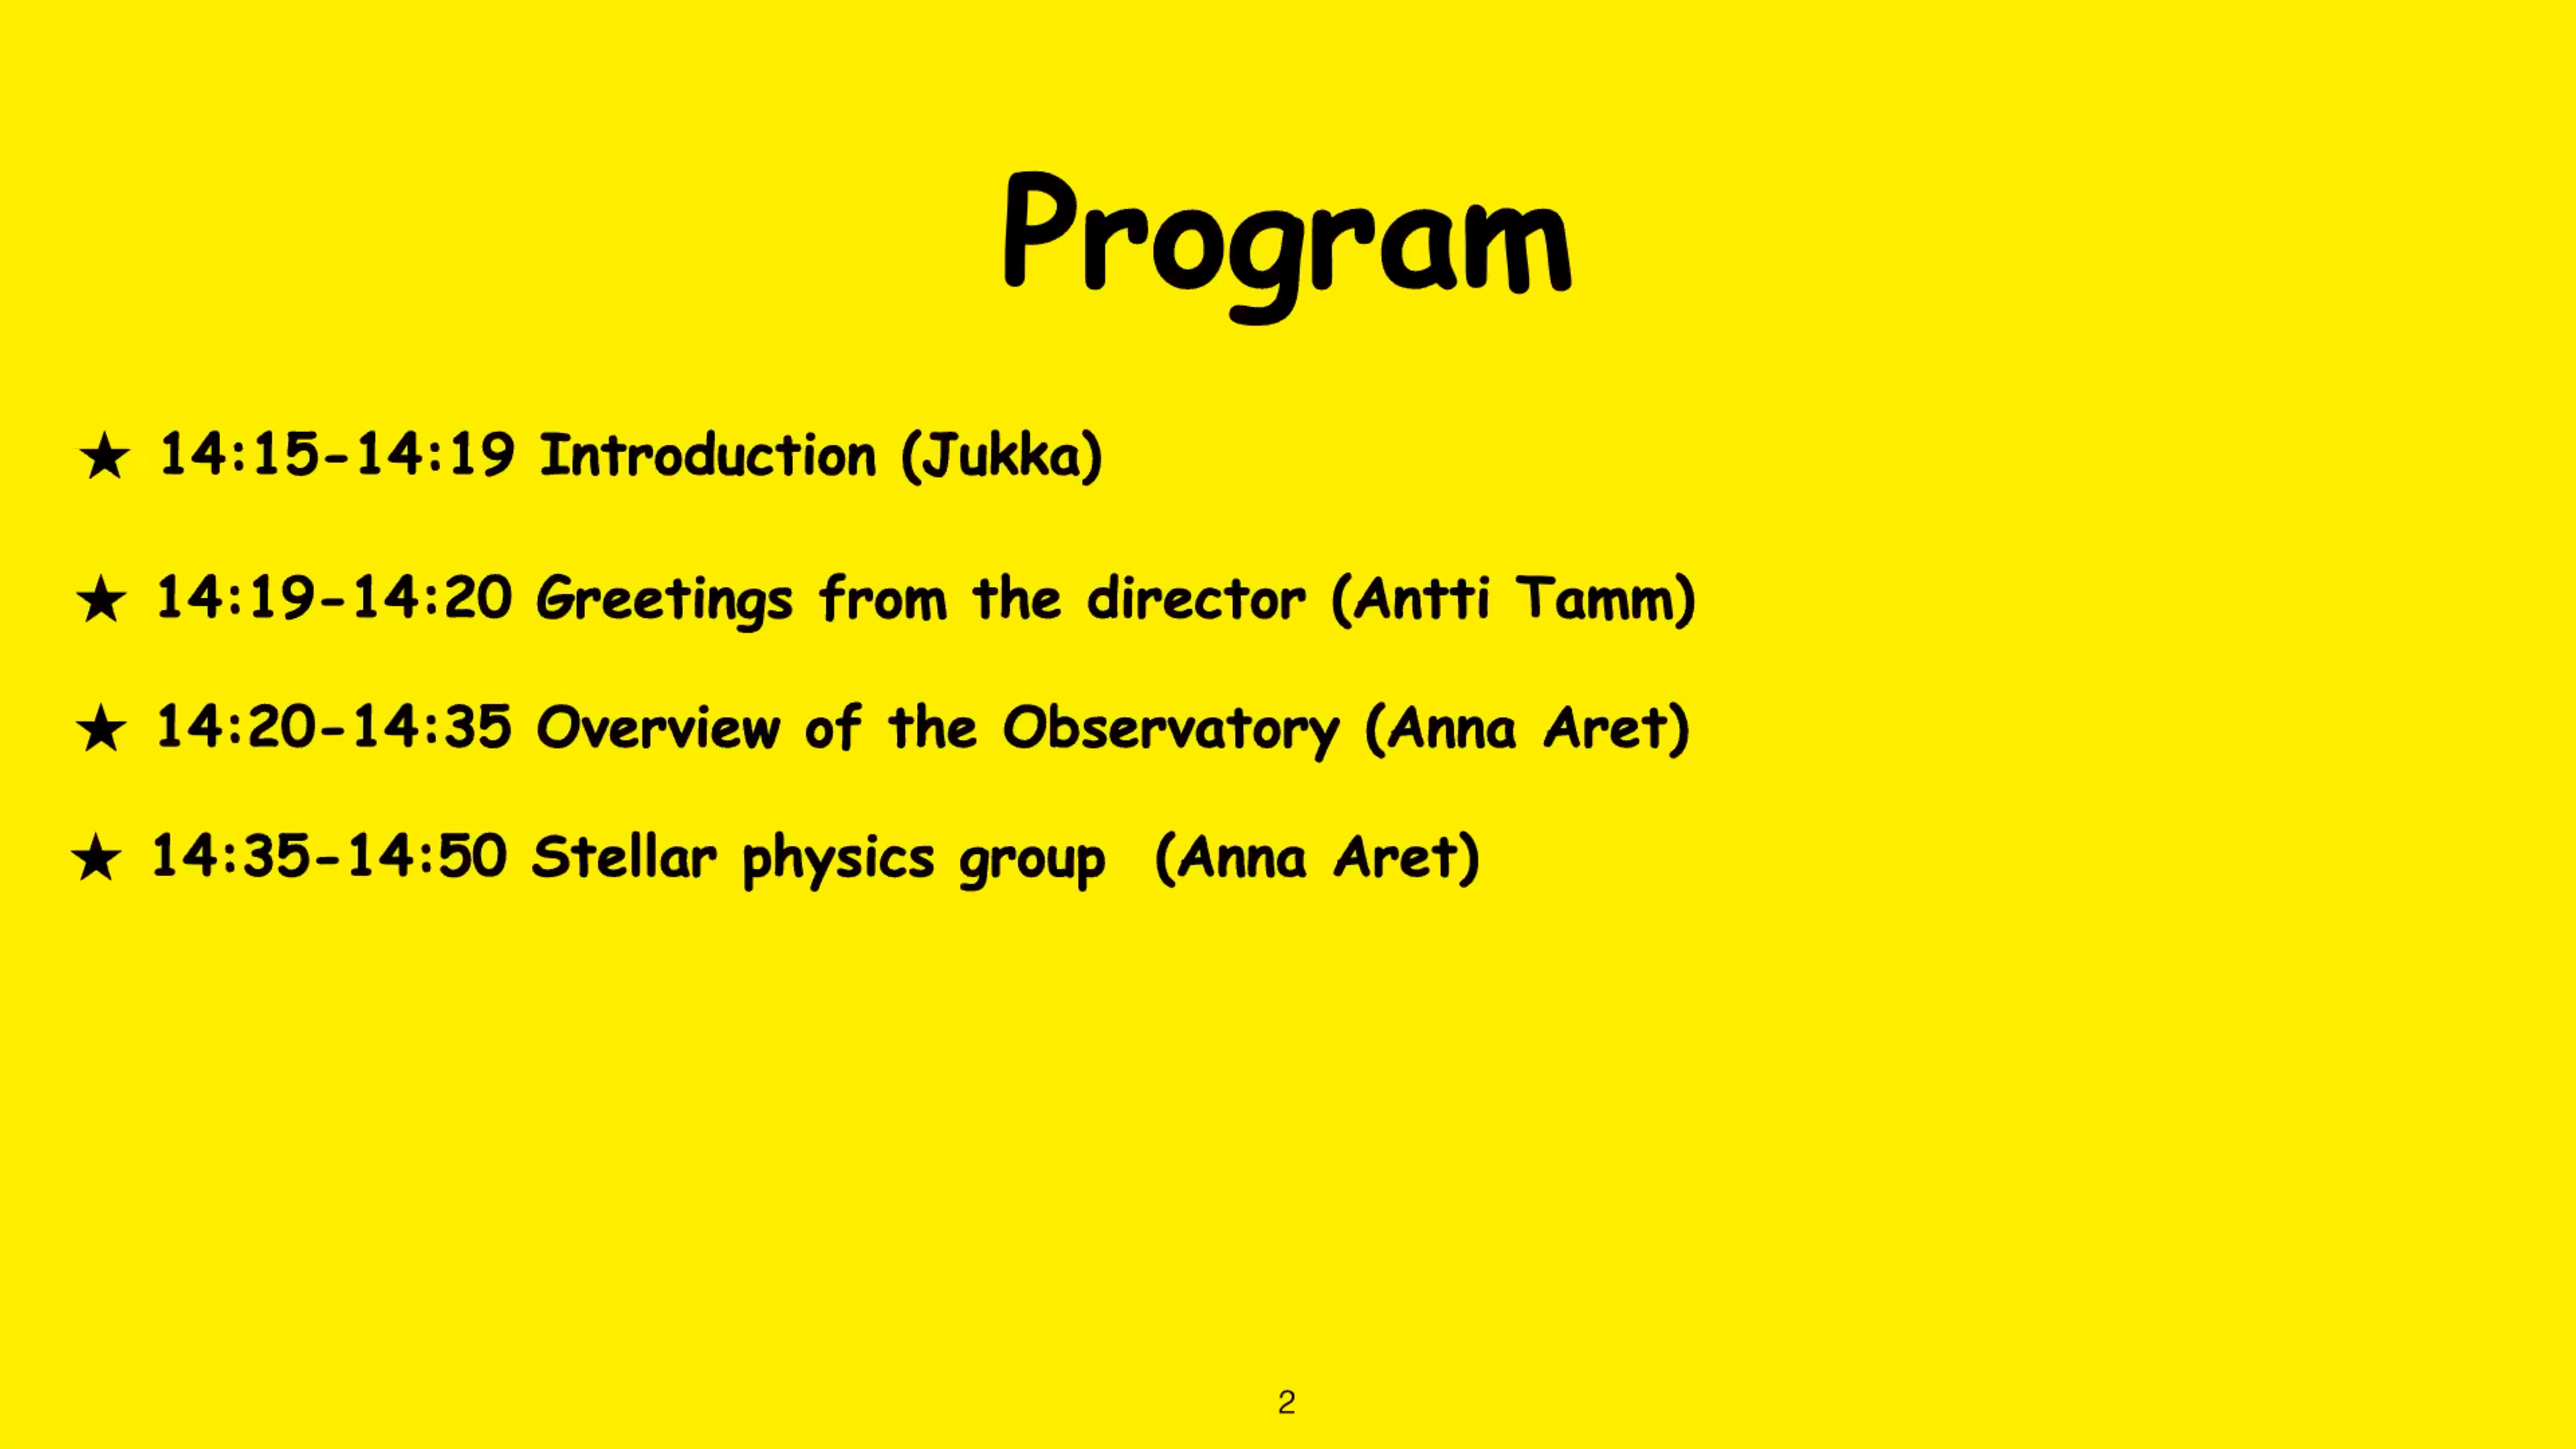 Program
★ 14:15-14:19 Introduction (Jukka)
★ 14:19-14:20 Greetings from the director (Antti Tamm)
★ 14:20-14:35 Overview of the Observatory (Anna Aret)
★ 14:35-14:50 Stellar physics group (Anna Aret)
2